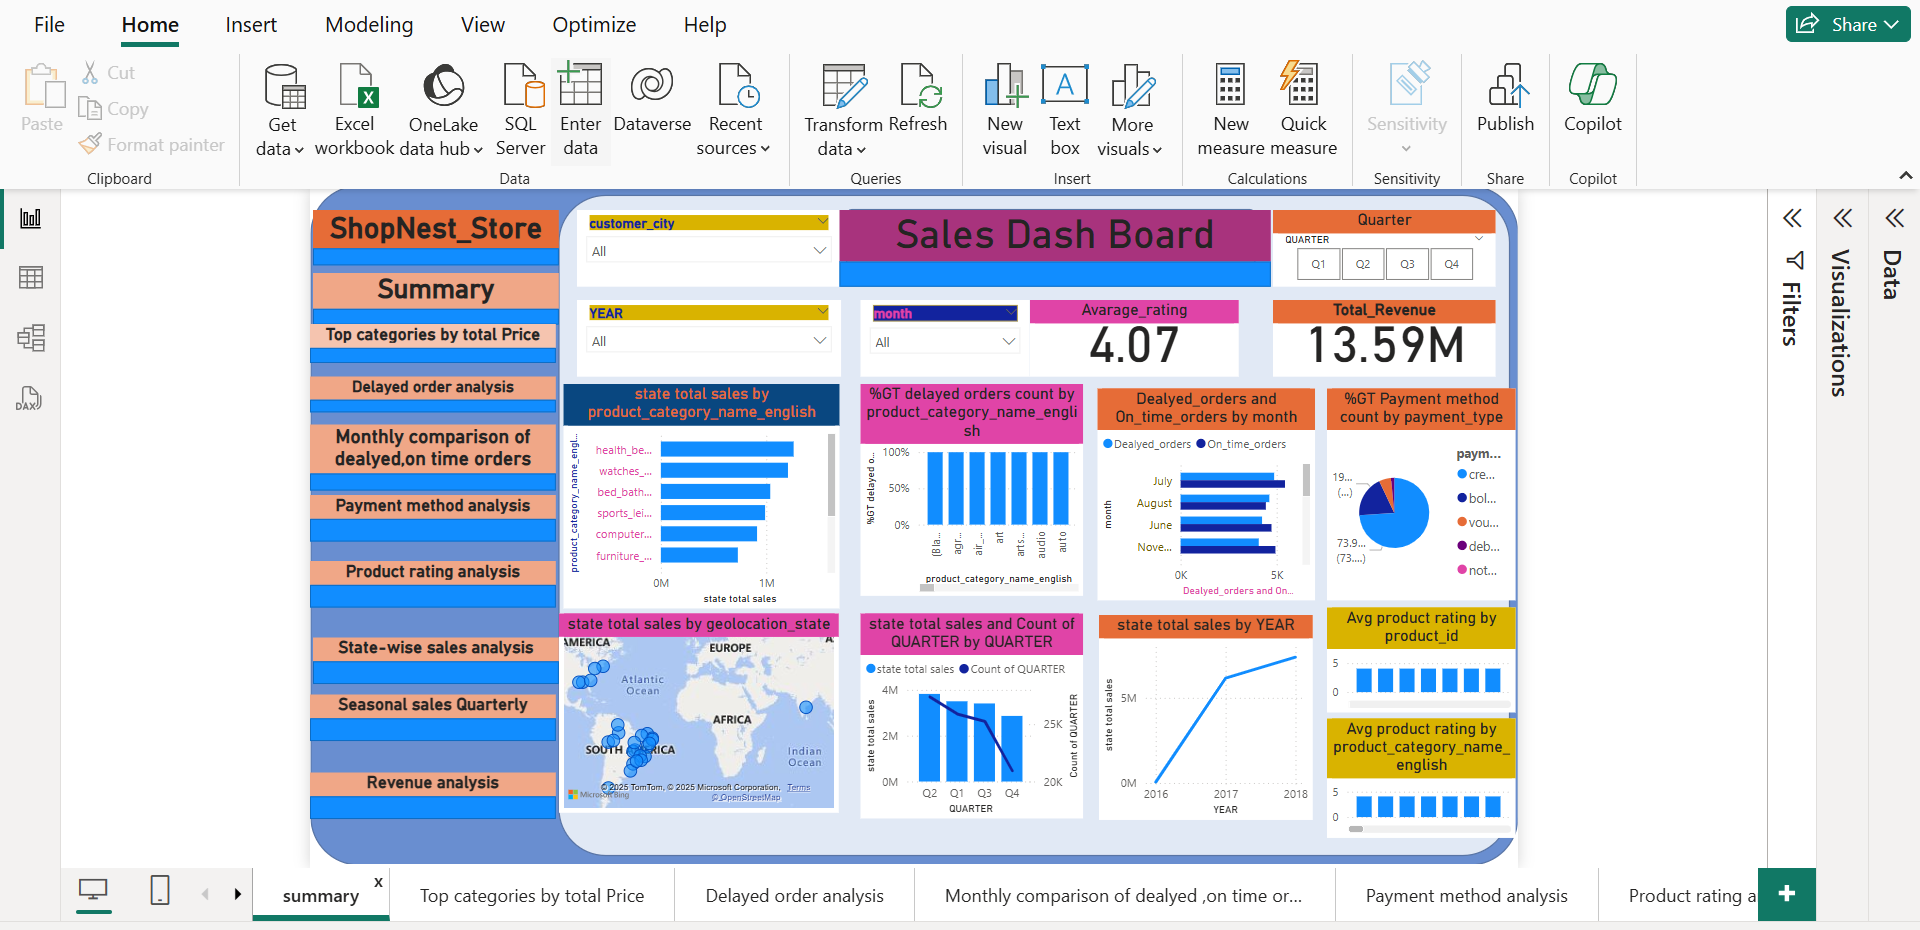 File
Home
Insert
Modeling
View
Optimize
Help
Share
Paste
Cut
Copy
Format painter
Clipboard
Get
data
Excel
workbook
OneLake
data hub
SQL
Server
Enter
data
Dataverse
Recent
sources
Data
Transform
data
Refresh
Queries
New
visual
Text
box
More
visuals
Insert
New
measure
Quick
measure
Calculations
Sensitivity
Sensitivity
Publish
Share
Copilot
Copilot
ShopNest_Store
Summary
Top categories by total Price
Delayed order analysis
Monthly comparison of
dealyed,on time orders
Payment method analysis
Product rating analysis
State-wise sales analysis
Seasonal sales Quarterly
Revenue analysis
customer_city
All
Sales Dash Board
Quarter
QUARTER
Q1
Q2
Q3
Q4
YEAR
All
month
All
Avarage_rating
4.07
Total_Revenue
13.59M
state total sales by
product_category_name_english
product_category_name_engl...
health_be...
watches_...
bed_bath...
sports_lei...
computer...
furniture_...
0M
1M
state total sales
%GT delayed orders count by
product_category_name_engli
sh
%GT delayed o...
100%
50%
0%
(Bla...
agr...
air_...
art
arts...
audio
auto
product_category_name_english
Dealyed_orders and
On_time_orders by month
Dealyed_orders
On_time_orders
month
July
August
June
Nove...
0K
5K
Dealyed_orders and On...
%GT Payment method
count by payment_type
paym...
cre...
bol...
vou...
deb...
not...
19...
(...)
73.9...
(73....)
state total sales by geolocation_state
AMERICA
EUROPE
A
Atlantic
Ocean
AFRICA
SOUTH
RICA
Indian
Ocean
© 2025 TomTom, © 2025 Microsoft Corporation,
Terms
© OpenStreetMap
Microsoft Bing
state total sales and Count of
QUARTER by QUARTER
state total sales
Count of QUARTER
state total sales
4M
2M
0M
Q2
Q1
Q3
Q4
QUARTER
25K
20K
Count of QUARTER
state total sales by YEAR
state total sales
5M
0M
2016
2017
2018
YEAR
Avg product rating by
product_id
5
0
Avg product rating by
product_category_name_
english
5
0
Filters
Visualizations
Data
summary
x
Top categories by total Price
Delayed order analysis
Monthly comparison of dealyed ,on time or...
Payment method analysis
Product rating a
DAX